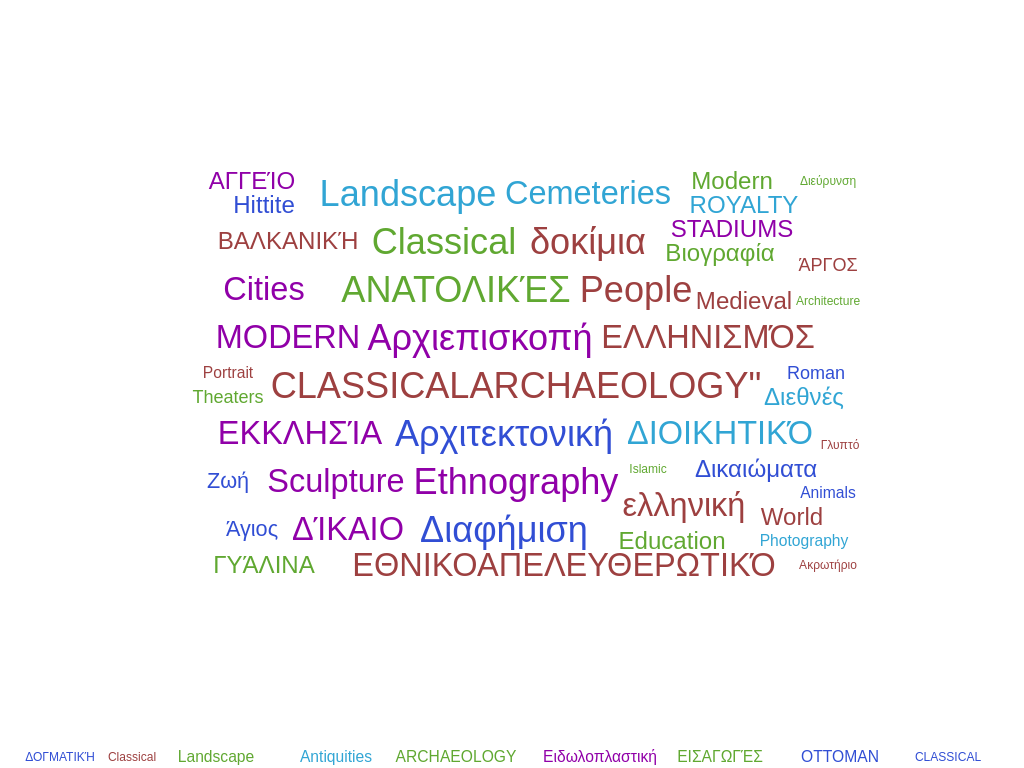 ΑΓΓΕΊΟ Landscape Cemeteries Modern Διεύρυνση
Hittite ROYALTY
ΒΑΛΚΑΝΙΚΉ Classical δοκίμια STADIUMS
Βιογραφία
ΆΡΓΟΣ
Cities ΑΝΑΤΟΛΙΚΈΣ People Medieval Architecture
MODERN Αρχιεπισκοπή ΕΛΛΗΝΙΣΜΌΣ
Portrait CLASSICALARCHAEOLOGY" Roman
Theaters Διεθνές
ΕΚΚΛΗΣΊΑ Αρχιτεκτονική ΔΙΟΙΚΗΤΙΚΌ Γλυπτό
Ζωή Sculpture Ethnography Islamic Δικαιώματα
Animals
ελληνική World
Άγιος ΔΊΚΑΙΟ Διαφήμιση Education Photography
ΓΥΆΛΙΝΑ ΕΘΝΙΚΟΑΠΕΛΕΥΘΕΡΩΤΙΚΌ Ακρωτήριο
ΔΟΓΜΑΤΙΚΉ Classical Landscape Antiquities ARCHAEOLOGY Ειδωλοπλαστική ΕΙΣΑΓΩΓΈΣ OTTOMAN CLASSICAL